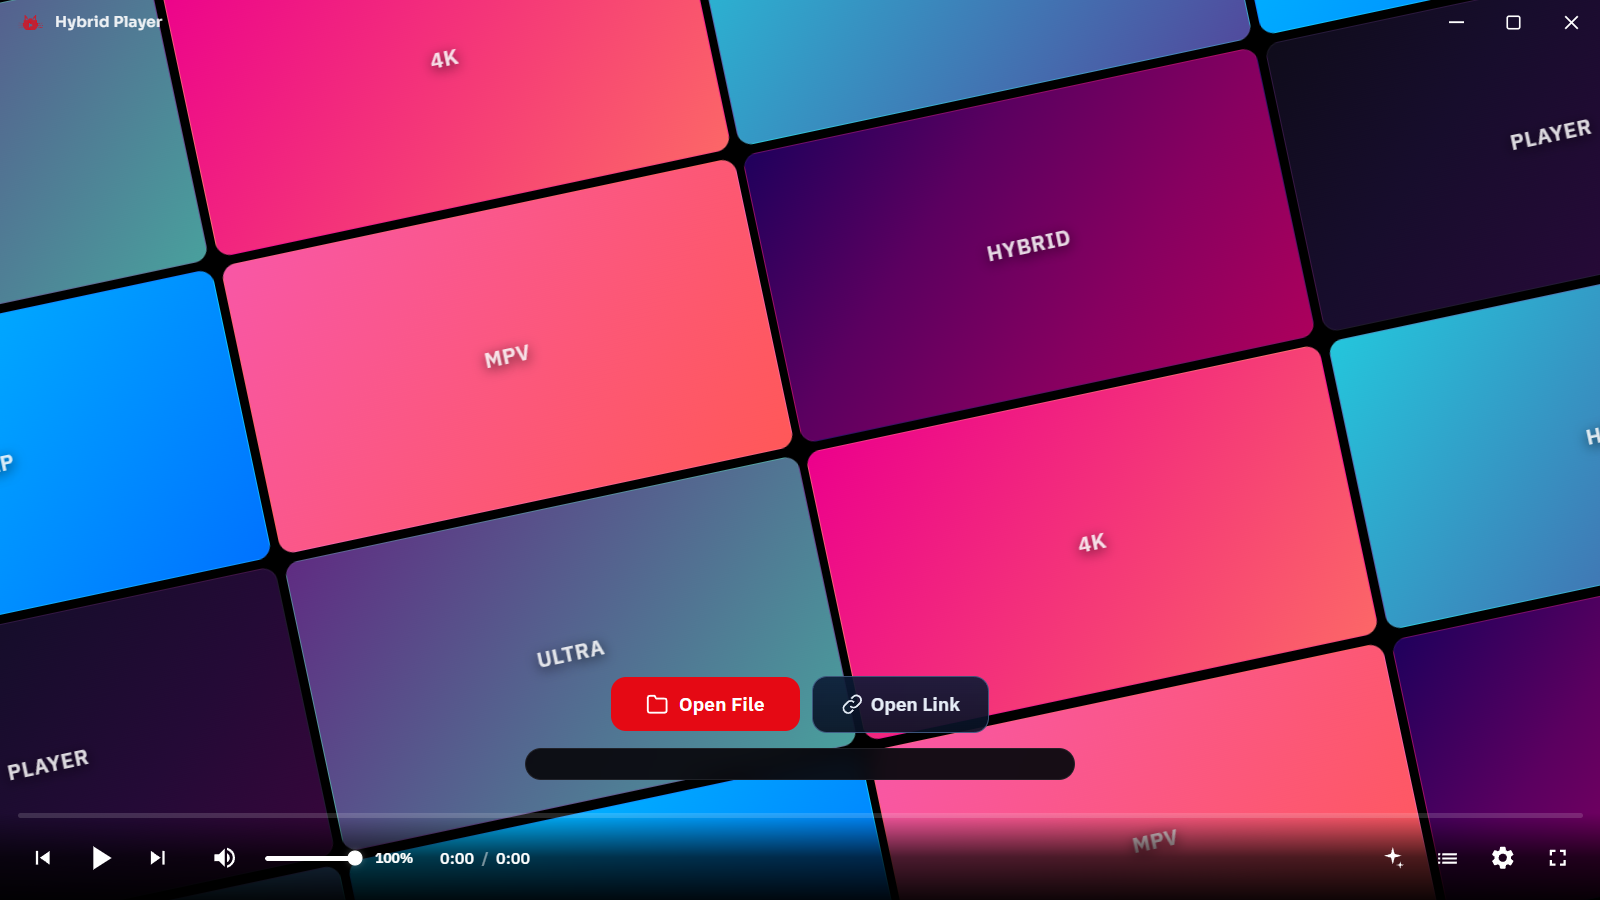 Hybrid Player
4K
PLAYER
HYBRID
MPV
4K
ULTRA
Open File
Open Link
PLAYER
MPV
100%
0:00 / 0:00